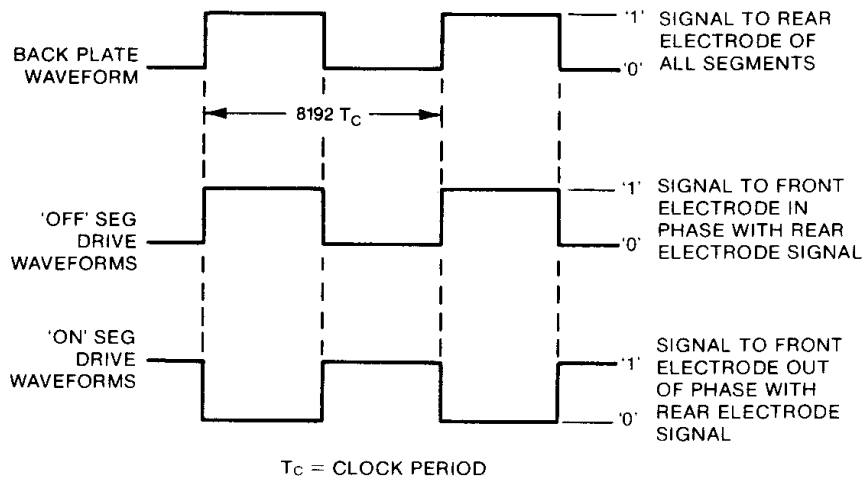 BACK PLATE
WAVEFORM
'1'
'0'
SIGNAL TO REAR
ELECTRODE OF
ALL SEGMENTS
8192 TC
'OFF' SEG
DRIVE
WAVEFORMS
'1'
'0'
SIGNAL TO FRONT
ELECTRODE IN
PHASE WITH REAR
ELECTRODE SIGNAL
'ON' SEG
DRIVE
WAVEFORMS
'1'
'0'
SIGNAL TO FRONT
ELECTRODE OUT
OF PHASE WITH
REAR ELECTRODE
SIGNAL
TC = CLOCK PERIOD